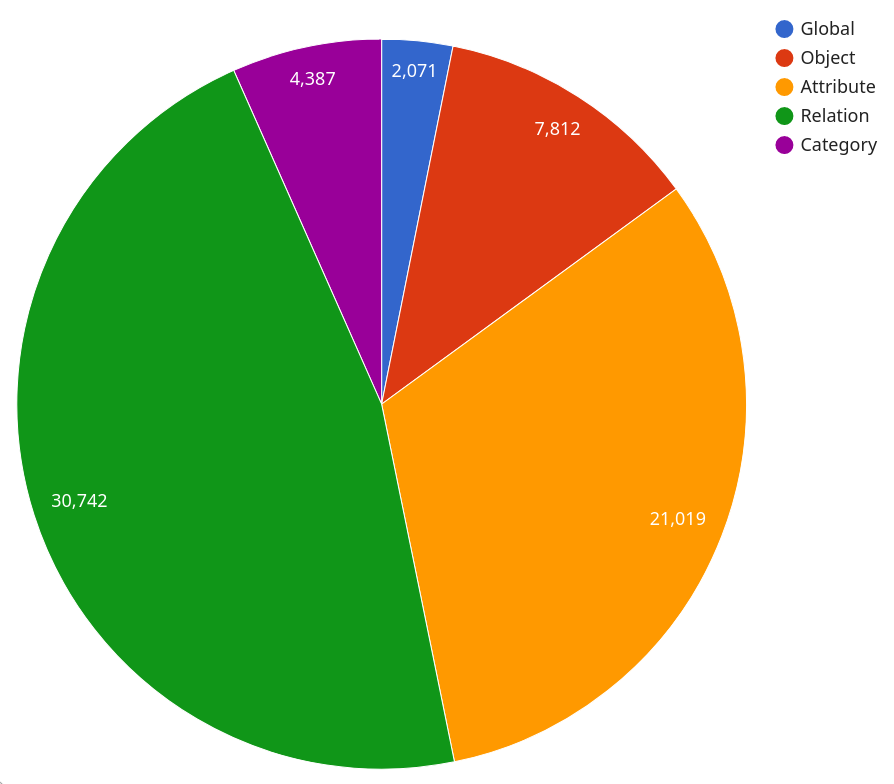 Global
Object
Attribute
Relation
Category
2,071
4,387
7,812
30,742
21,019